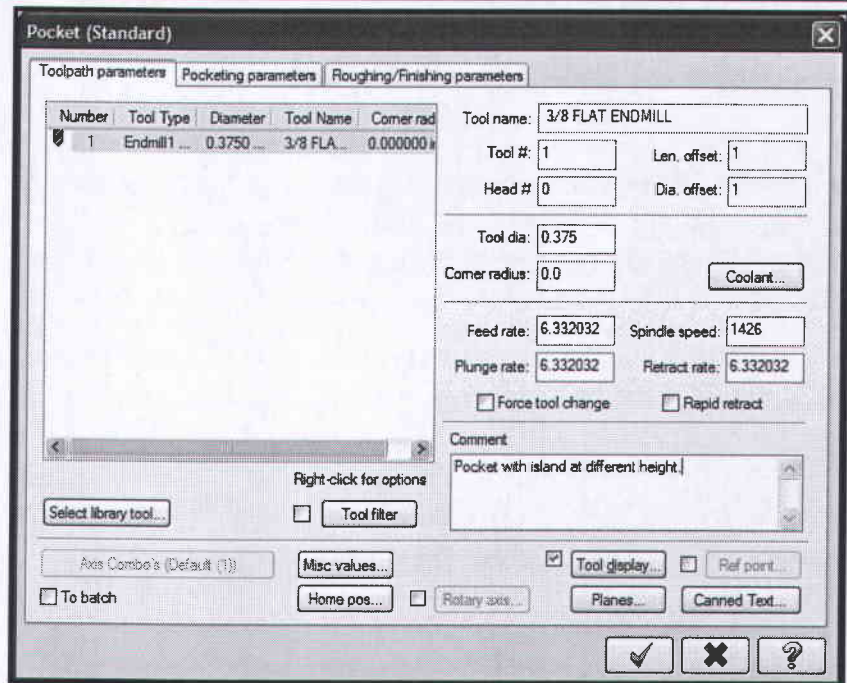 Pocket (Standard)
Toolpath parameters
Pocketing parameters
Roughing/Finishing parameters
Number Tool Type Diameter Tool Name Corner rad
1 Endmill1 ... 0.3750 ... 3/8 FLA... 0.000000 i
Tool name: 3/8 FLAT ENDMILL
Tool #: 1 Len. offset: 1
Head # 0 Dia. offset: 1
Tool dia: 0.375
Corner radius: 0.0 Coolant...
Feed rate: 6.332032 Spindle speed: 1426
Plunge rate: 6.332032 Retract rate: 6.332032
Force tool change Rapid retract
Comment
Pocket with island at different height.
Right-click for options
Select library tool... Tool filter
Axis Combo's (Default (1)) Misc values... Tool display... Ref point...
To batch Home pos... Rotary axis... Planes... Canned Text...